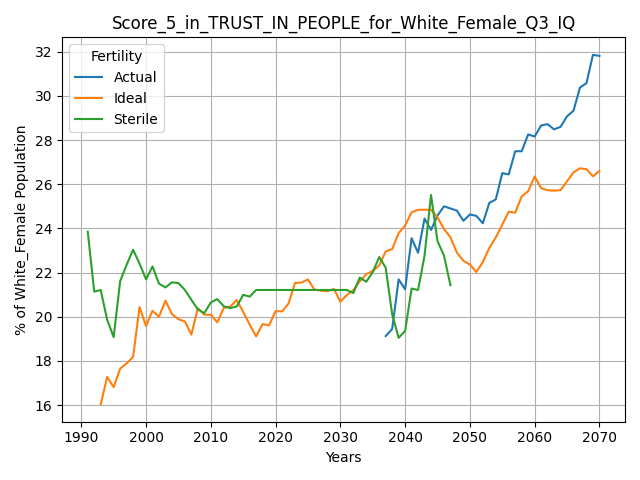 Score_5_in_TRUST_IN_PEOPLE_for_White_Female_Q3_IQ
Fertility
Actual
Ideal
Sterile
% of White_Female Population
32
30
28
26
24
22
20
18
16
1990 2000 2010 2020 2030 2040 2050 2060 2070
Years